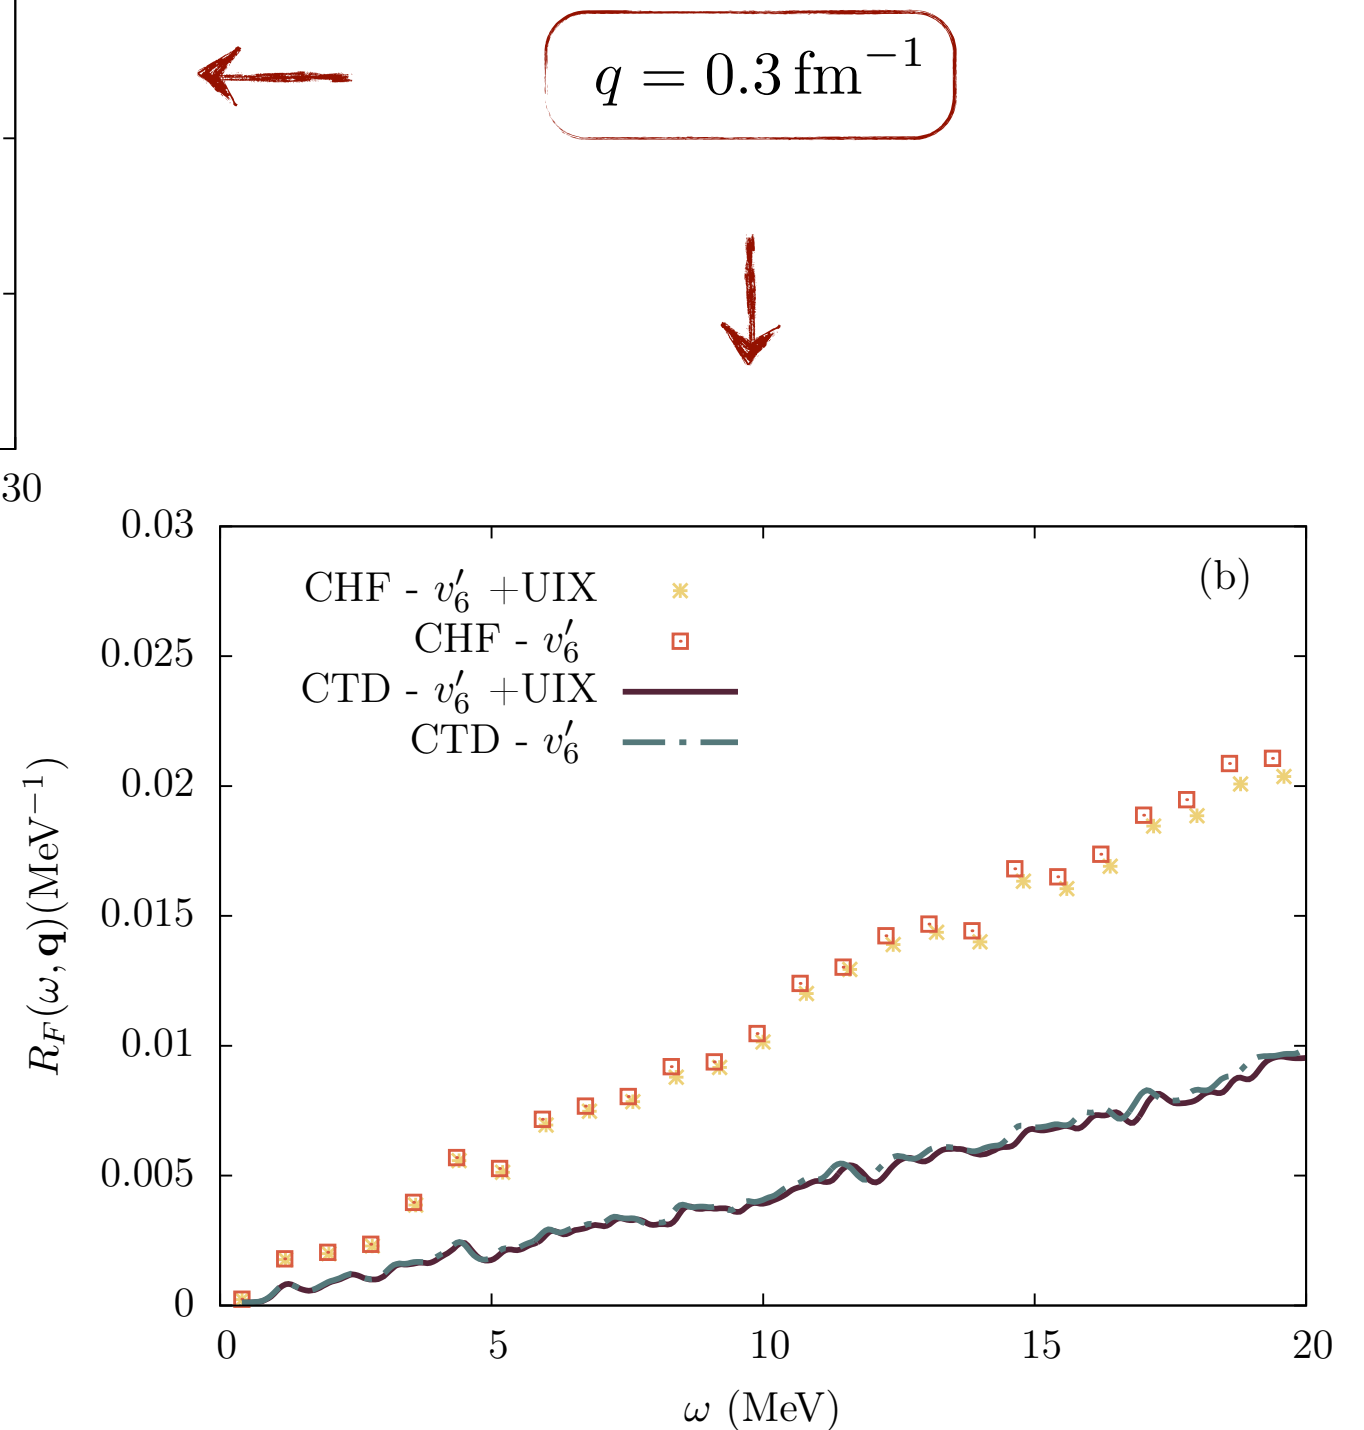 q = 0.3 fm⁻¹
30
0.03
0.025
0.02
0.015
0.01
0.005
0
(b)
CHF - v′₆ +UIX
CHF - v′₆
CTD - v′₆ +UIX
CTD - v′₆
R_F(ω, q)(MeV⁻¹)
0 5 10 15 20
ω (MeV)